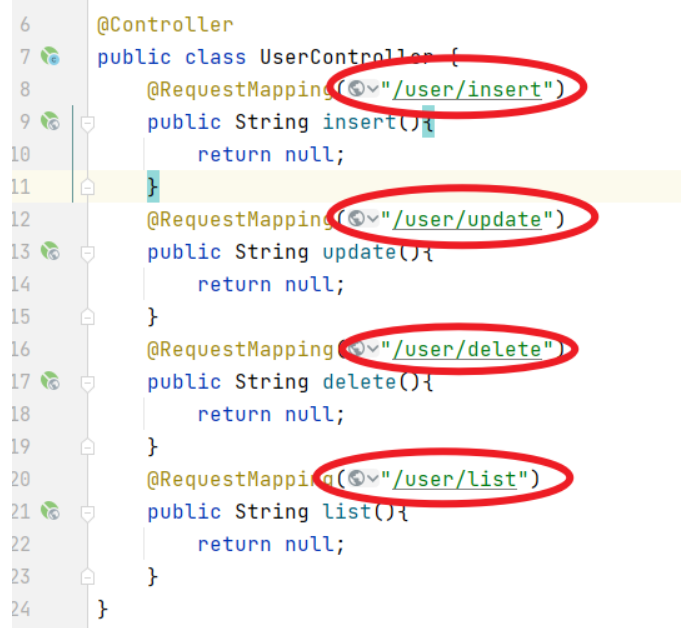 6 @Controller
7 public class UserController {
8 @RequestMapping("/user/insert")
9 public String insert(){
10 return null;
11 }
12 @RequestMapping("/user/update")
13 public String update(){
14 return null;
15 }
16 @RequestMapping("/user/delete")
17 public String delete(){
18 return null;
19 }
20 @RequestMapping("/user/list")
21 public String list(){
22 return null;
23 }
24 }